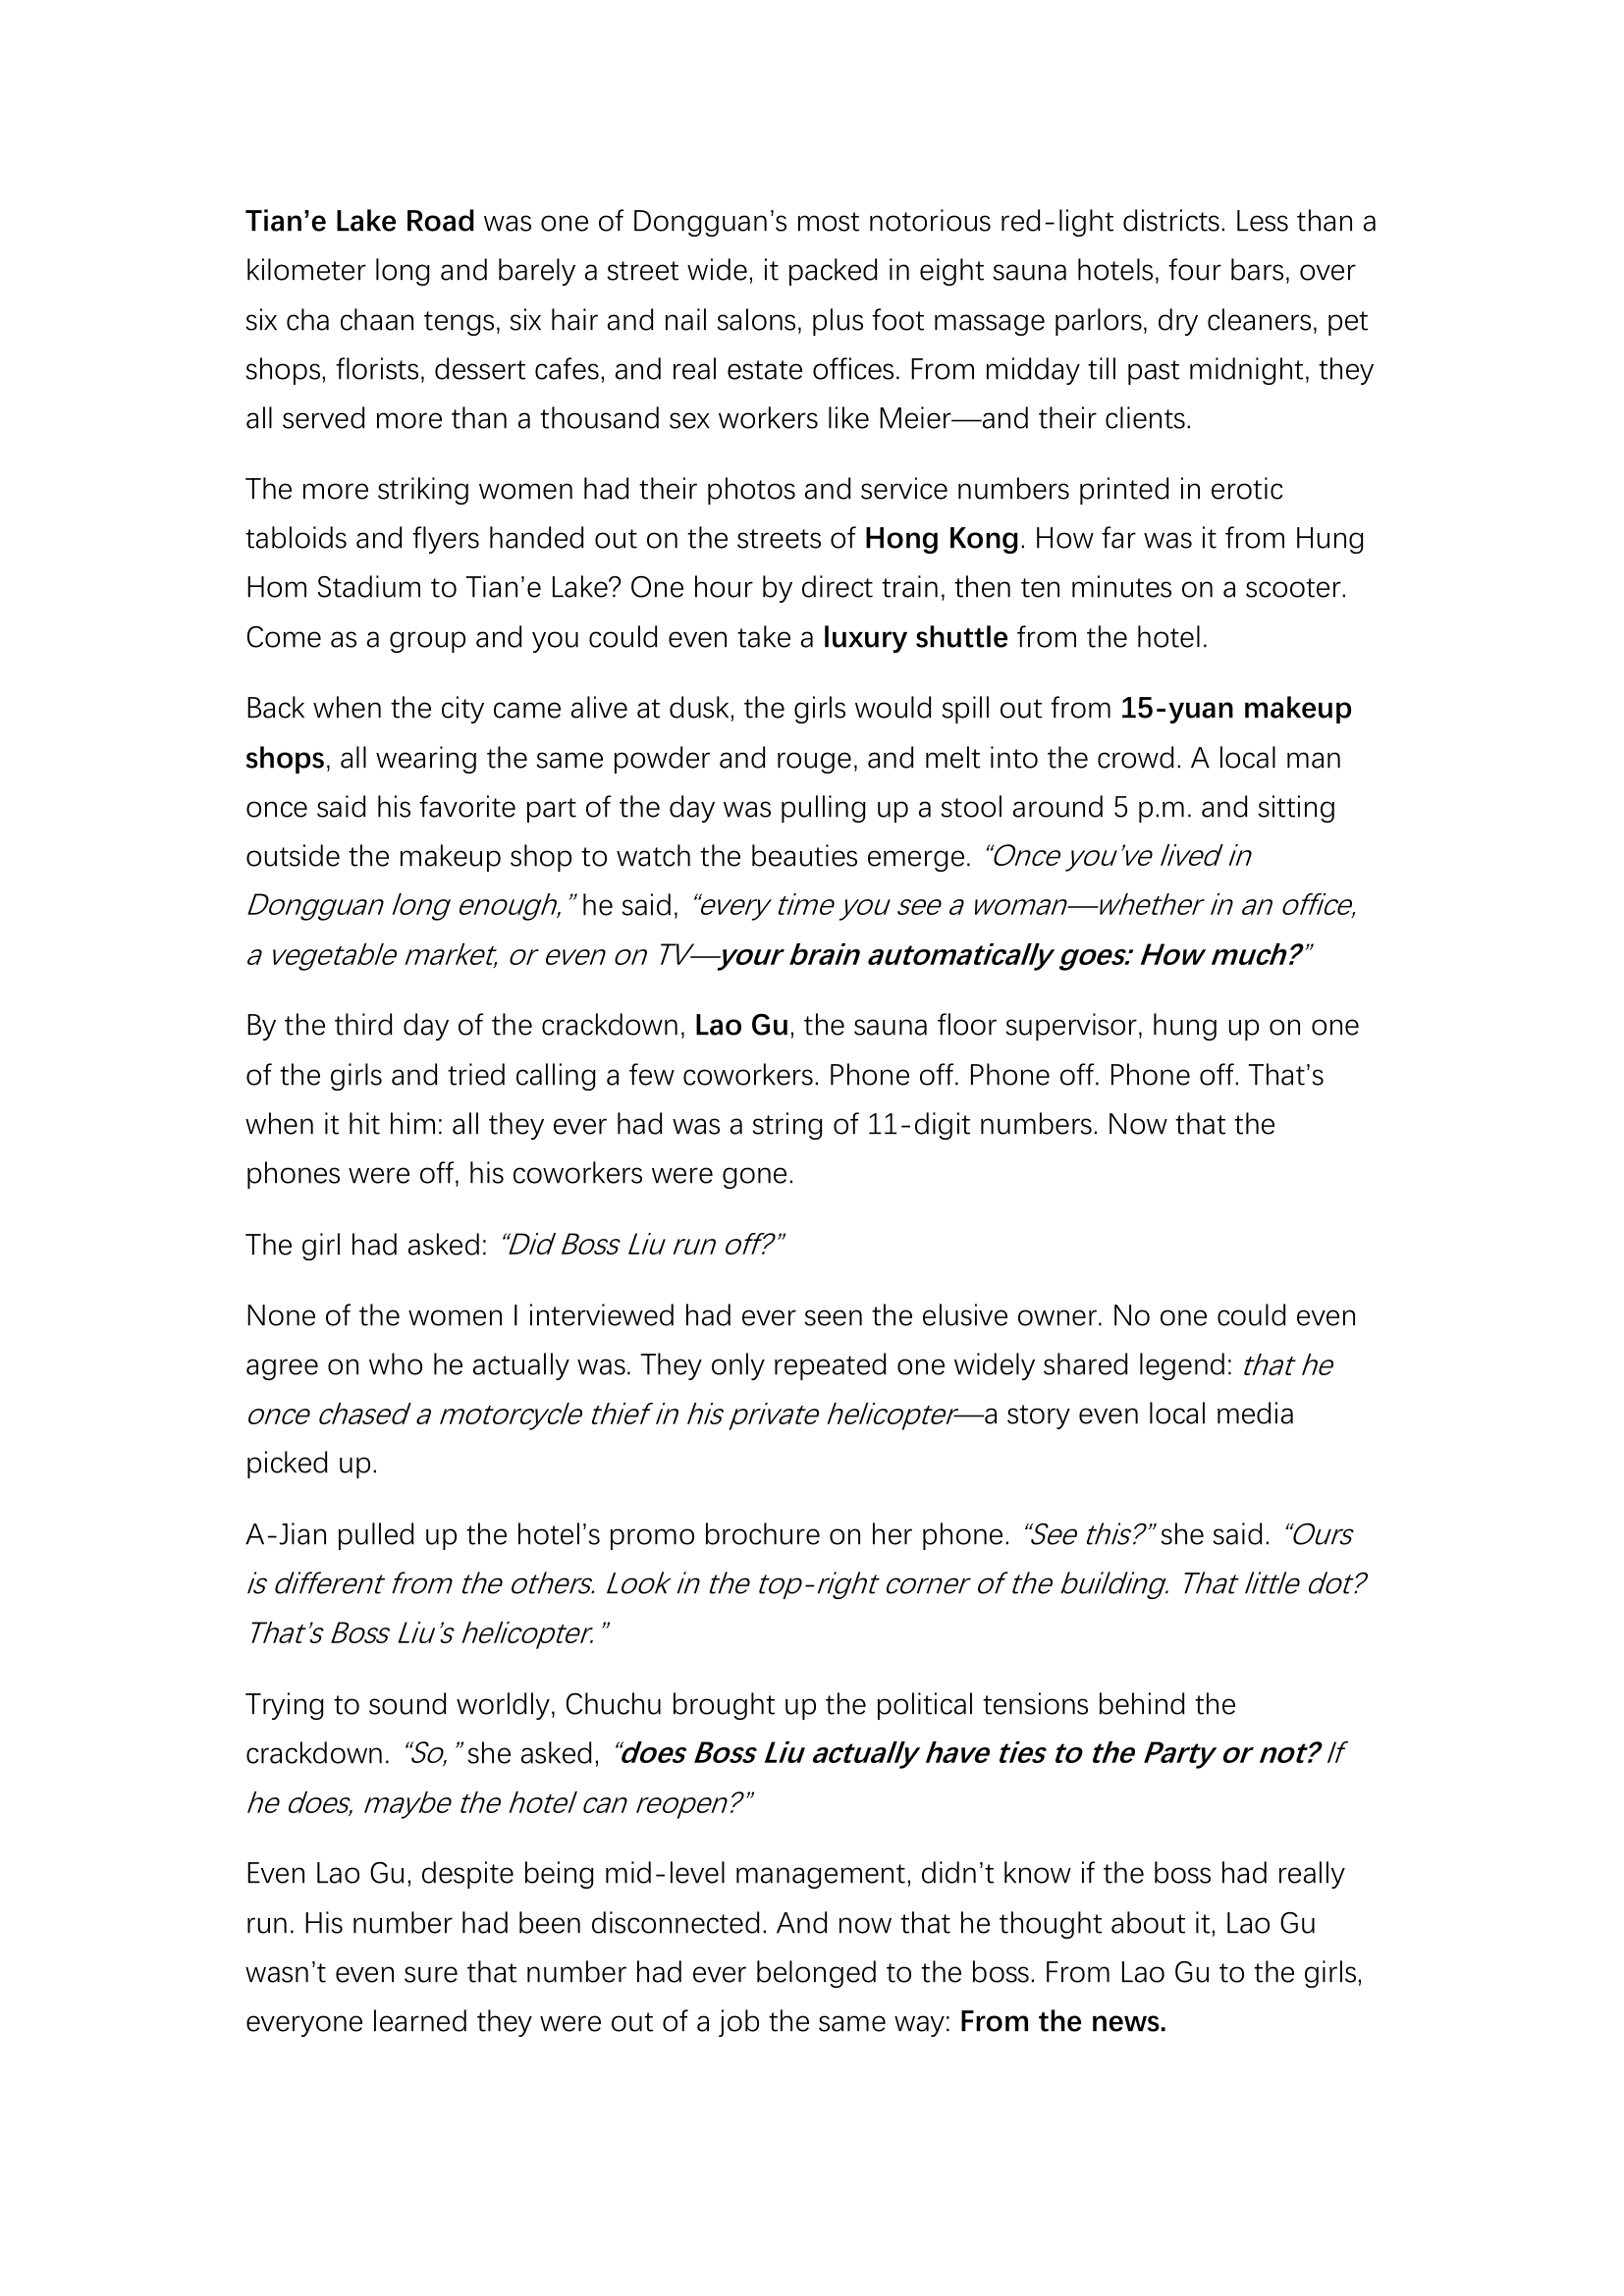 Tian’e Lake Road was one of Dongguan’s most notorious red-light districts. Less than a
kilometer long and barely a street wide, it packed in eight sauna hotels, four bars, over
six cha chaan tengs, six hair and nail salons, plus foot massage parlors, dry cleaners, pet
shops, florists, dessert cafes, and real estate offices. From midday till past midnight, they
all served more than a thousand sex workers like Meier—and their clients.
The more striking women had their photos and service numbers printed in erotic
tabloids and flyers handed out on the streets of Hong Kong. How far was it from Hung
Hom Stadium to Tian’e Lake? One hour by direct train, then ten minutes on a scooter.
Come as a group and you could even take a luxury shuttle from the hotel.
Back when the city came alive at dusk, the girls would spill out from 15-yuan makeup
shops, all wearing the same powder and rouge, and melt into the crowd. A local man
once said his favorite part of the day was pulling up a stool around 5 p.m. and sitting
outside the makeup shop to watch the beauties emerge. “Once you’ve lived in
Dongguan long enough,” he said, “every time you see a woman—whether in an office,
a vegetable market, or even on TV—your brain automatically goes: How much?”
By the third day of the crackdown, Lao Gu, the sauna floor supervisor, hung up on one
of the girls and tried calling a few coworkers. Phone off. Phone off. Phone off. That’s
when it hit him: all they ever had was a string of 11-digit numbers. Now that the
phones were off, his coworkers were gone.
The girl had asked: “Did Boss Liu run off?”
None of the women I interviewed had ever seen the elusive owner. No one could even
agree on who he actually was. They only repeated one widely shared legend: that he
once chased a motorcycle thief in his private helicopter—a story even local media
picked up.
A-Jian pulled up the hotel’s promo brochure on her phone. “See this?” she said. “Ours
is different from the others. Look in the top-right corner of the building. That little dot?
That’s Boss Liu’s helicopter.”
Trying to sound worldly, Chuchu brought up the political tensions behind the
crackdown. “So,” she asked, “does Boss Liu actually have ties to the Party or not? If
he does, maybe the hotel can reopen?”
Even Lao Gu, despite being mid-level management, didn’t know if the boss had really
run. His number had been disconnected. And now that he thought about it, Lao Gu
wasn’t even sure that number had ever belonged to the boss. From Lao Gu to the girls,
everyone learned they were out of a job the same way: From the news.